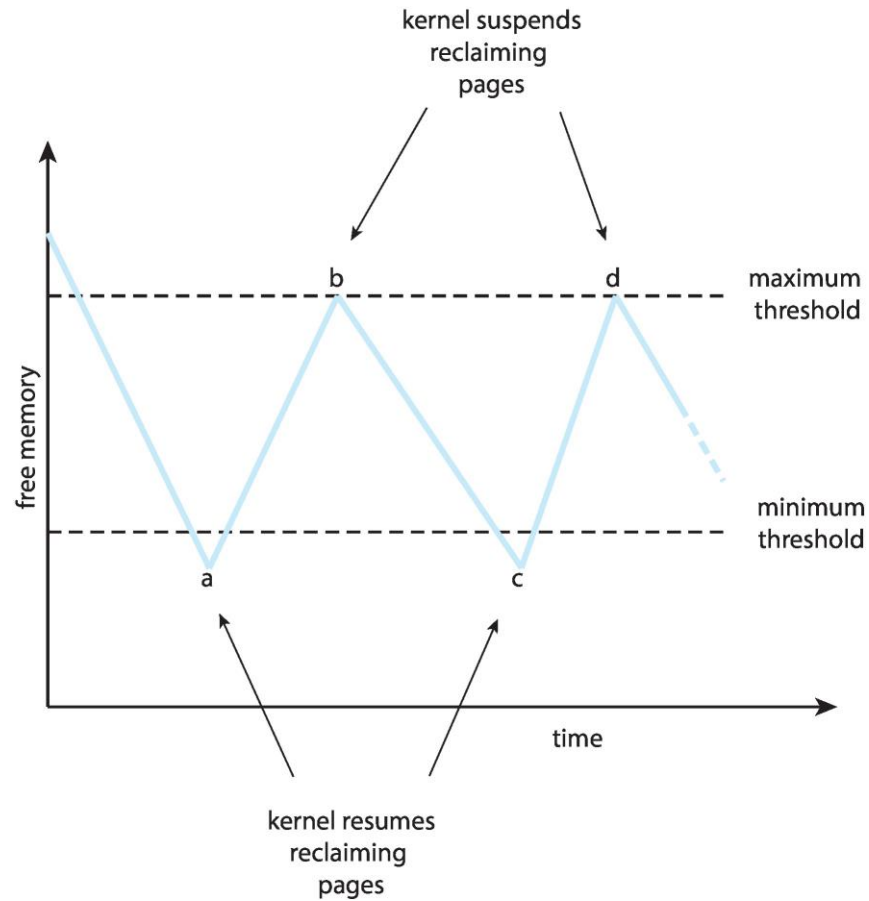 kernel suspends
reclaiming
pages
b
d
maximum
threshold
free memory
minimum
threshold
a
c
time
kernel resumes
reclaiming
pages